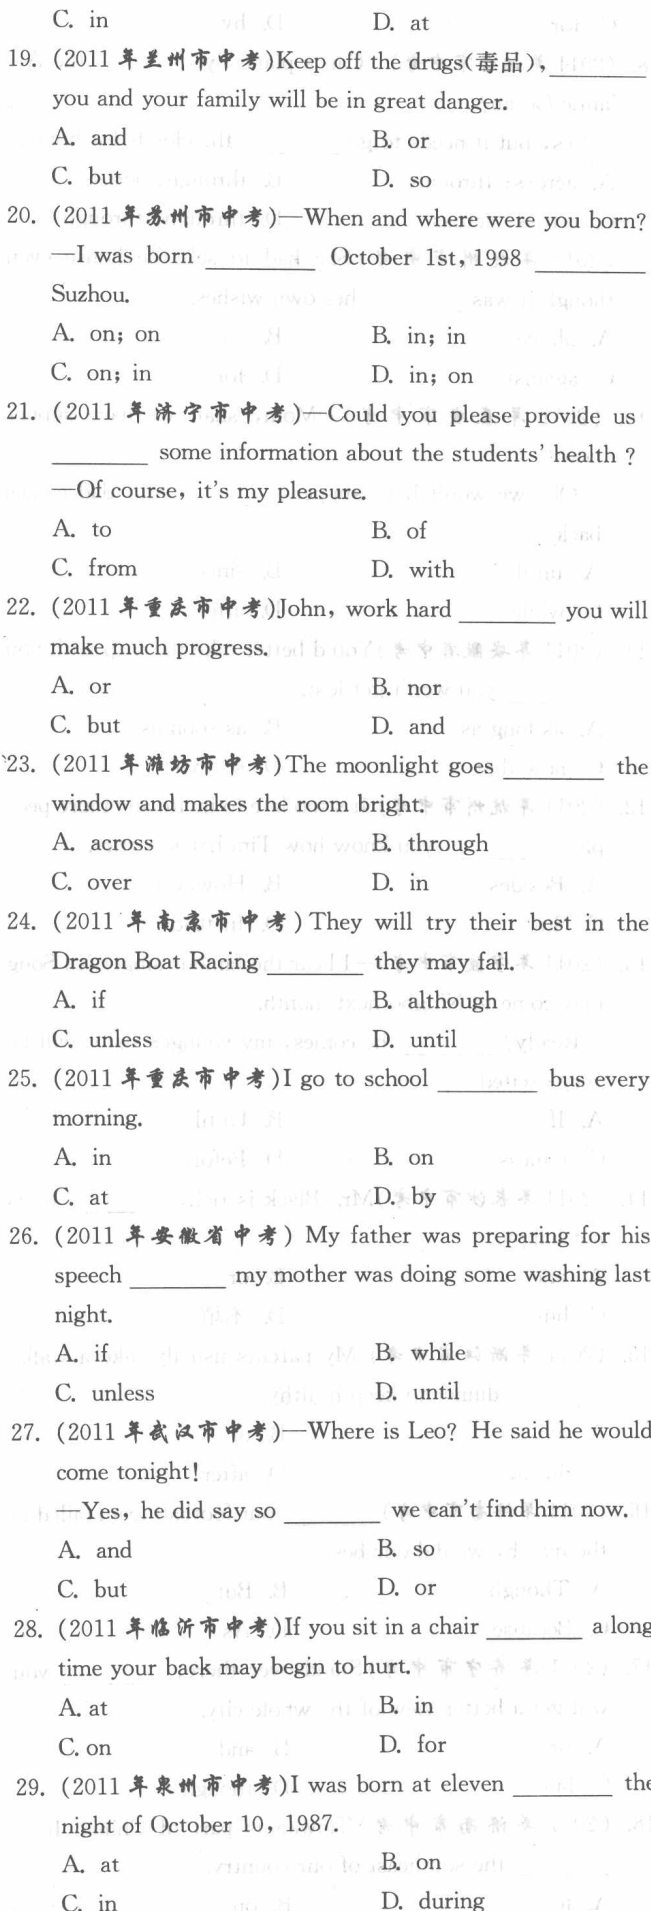 C. in D. at
19. (2011年兰州市中考)Keep off the drugs(毒品),________
you and your family will be in great danger.
A. and B. or
C. but D. so
20. (2011年苏州市中考)—When and where were you born?
—I was born ________ October 1st, 1998 ________
Suzhou.
A. on; on B. in; in
C. on; in D. in; on
21. (2011年济宁市中考)—Could you please provide us
________ some information about the students' health ?
—Of course, it's my pleasure.
A. to B. of
C. from D. with
22. (2011年重庆市中考)John, work hard ________ you will
make much progress.
A. or B. nor
C. but D. and
23. (2011年潍坊市中考)The moonlight goes ________ the
window and makes the room bright.
A. across B. through
C. over D. in
24. (2011年南京市中考)They will try their best in the
Dragon Boat Racing ________ they may fail.
A. if B. although
C. unless D. until
25. (2011年重庆市中考)I go to school ________ bus every
morning.
A. in B. on
C. at D. by
26. (2011年安徽省中考) My father was preparing for his
speech ________ my mother was doing some washing last
night.
A. if B. while
C. unless D. until
27. (2011年武汉市中考)—Where is Leo? He said he would
come tonight!
—Yes, he did say so ________ we can't find him now.
A. and B. so
C. but D. or
28. (2011年临沂市中考)If you sit in a chair ________ a long
time your back may begin to hurt.
A. at B. in
C. on D. for
29. (2011年泉州市中考)I was born at eleven ________ the
night of October 10, 1987.
A. at B. on
C. in D. during